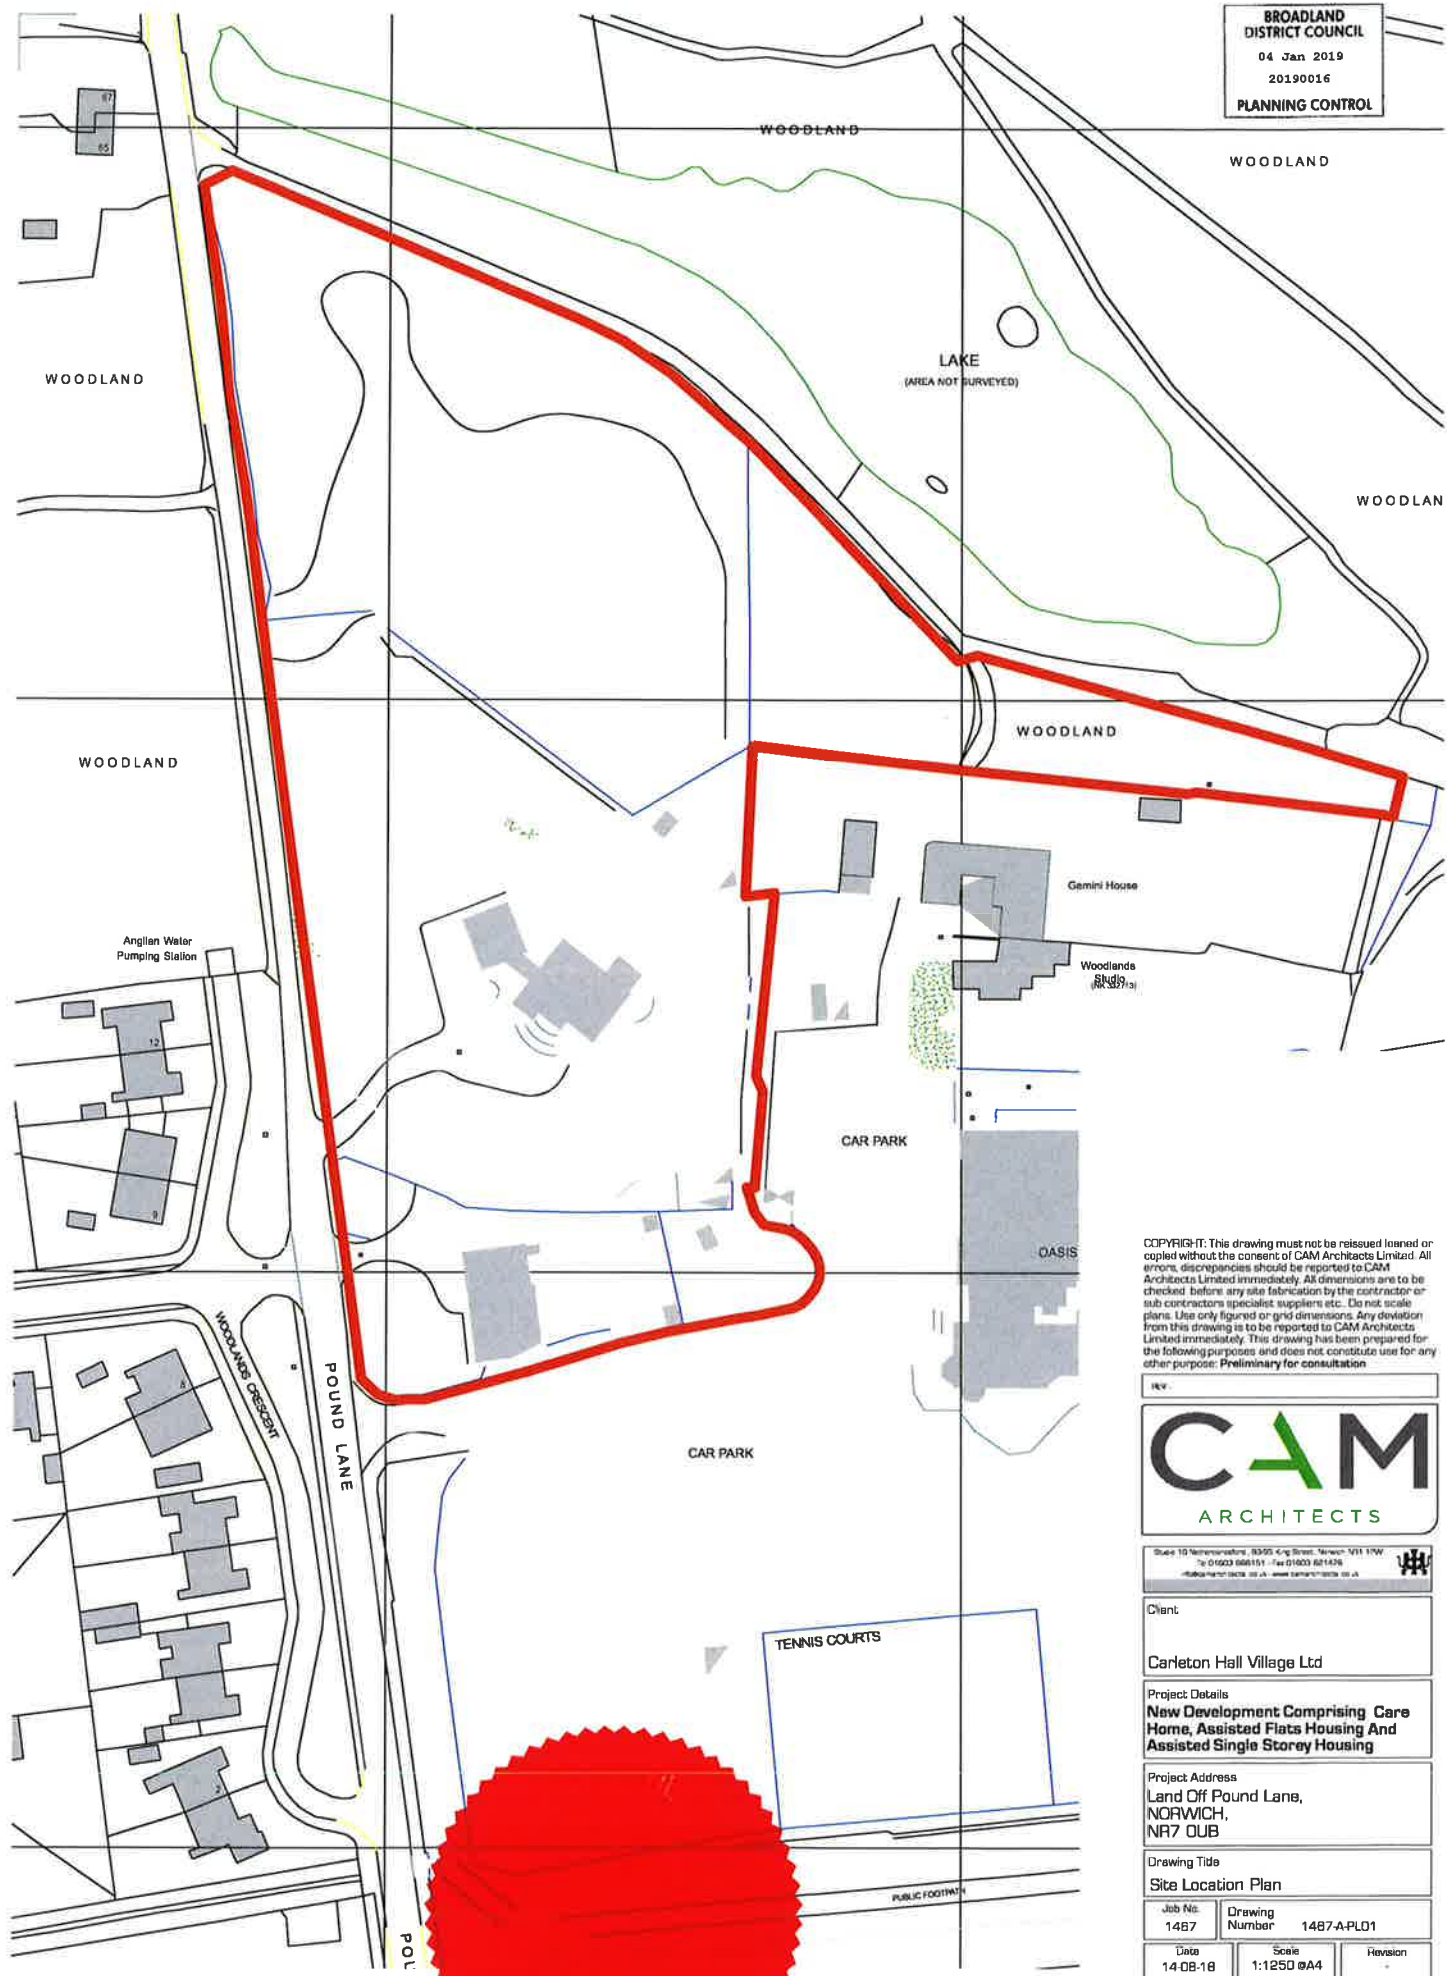 BROADLAND
DISTRICT COUNCIL
04 Jan 2019
20190016
PLANNING CONTROL
67
65
WOODLAND
WOODLAND
WOODLAND
LAKE
(AREA NOT SURVEYED)
WOODLAN
WOODLAND
WOODLAND
Gemini House
Anglian Water
Pumping Station
Woodlands
Studio
12
9
CAR PARK
OASIS
WOODLANDS CRESCENT
8
POUND LANE
CAR PARK
TENNIS COURTS
2
PUBLIC FOOTPATH
POU
COPYRIGHT: This drawing must not be reissued loaned or
copied without the consent of CAM Architects Limited. All
errors, discrepancies should be reported to CAM
Architects Limited immediately. All dimensions are to be
checked before any site fabrication by the contractor or
sub contractors specialist suppliers etc.. Do not scale
plans. Use only figured or grid dimensions. Any deviation
from this drawing is to be reported to CAM Architects
Limited immediately. This drawing has been prepared for
the following purposes and does not constitute use for any
other purpose: Preliminary for consultation
REV -
CAM
ARCHITECTS
Client
Carleton Hall Village Ltd
Project Details
New Development Comprising Care
Home, Assisted Flats Housing And
Assisted Single Storey Housing
Project Address
Land Off Pound Lane,
NORWICH,
NR7 0UB
Drawing Title
Site Location Plan
Job No.
1467
Drawing
Number 1467-A-PL01
Date
14-08-18
Scale
1:1250 @A4
Revision
-